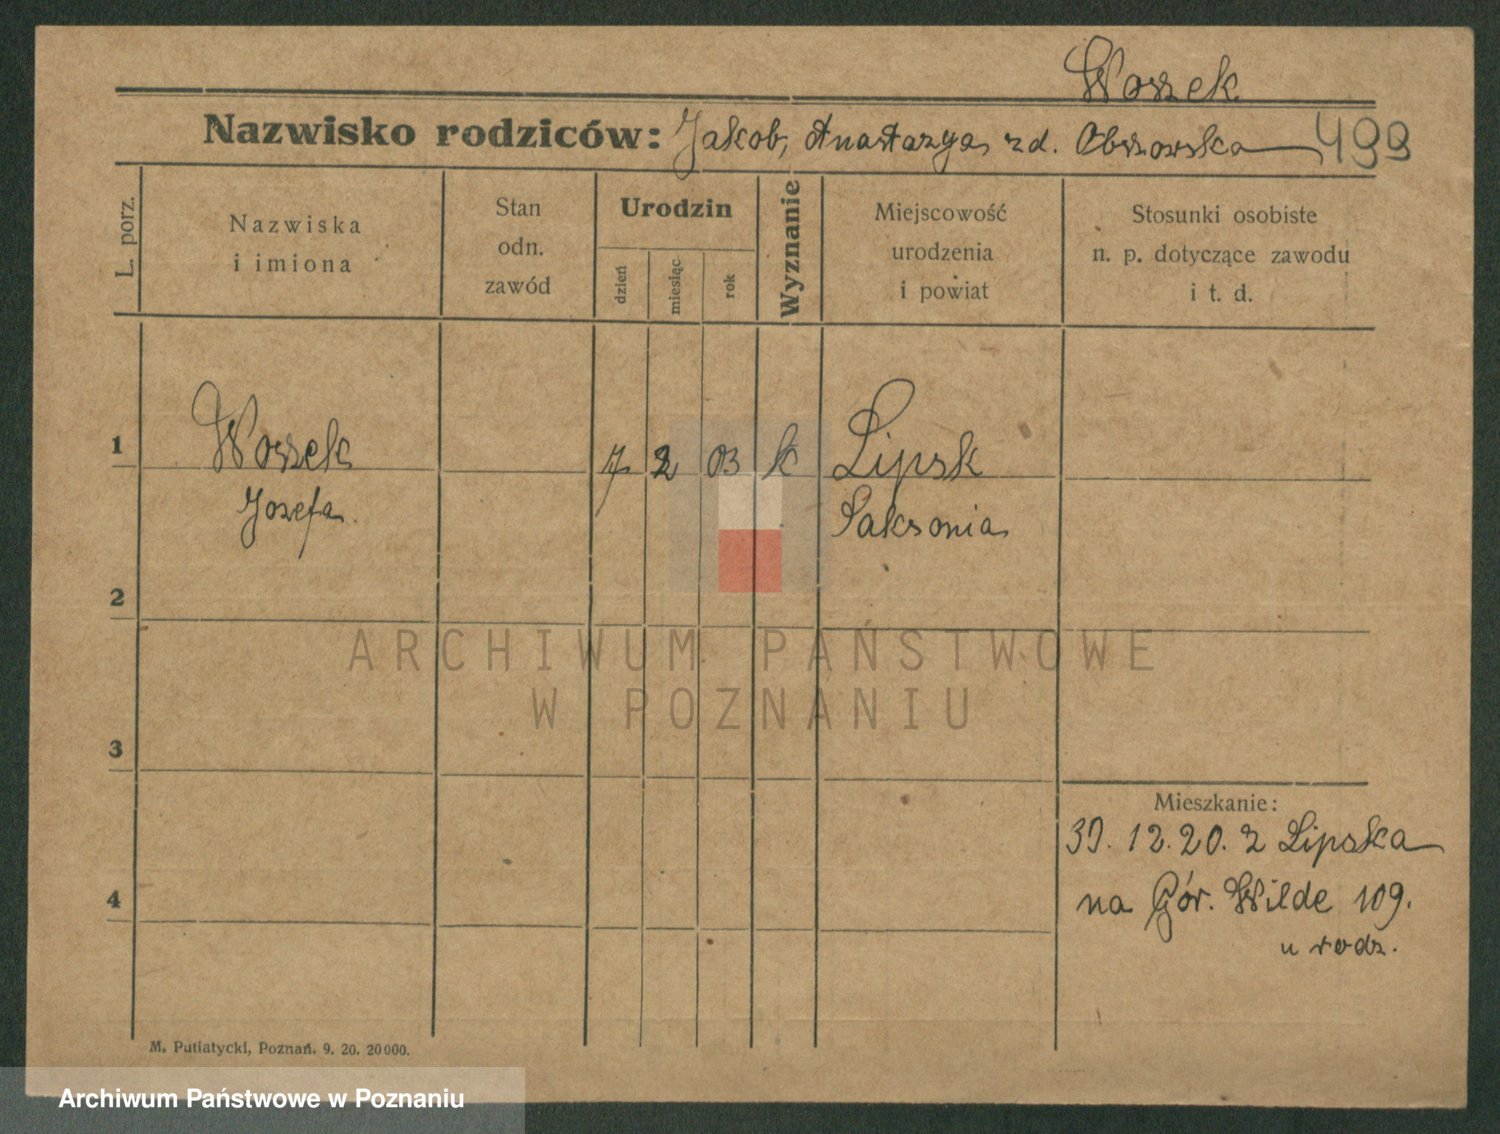 Woszek
Nazwisko rodziców: Jakob, Anastazya zd. Obrzowska 499
L. porz.
Nazwiska
i imiona
Stan
odn.
zawód
Urodzin
dzień
miesiąc
rok
Wyznanie
Miejscowość
urodzenia
i powiat
Stosunki osobiste
n. p. dotyczące zawodu
i t. d.
1 Woszek 7 2 03 k Lipsk
Jozefa. Saksonia
2
ARCHIWUM PAŃSTWOWE
W POZNANIU
3
Mieszkanie:
30. 12. 20. z Lipska
4 na Gór. Wilde 109.
u rodz.
M. Putiatycki, Poznań. 9. 20. 20000.
Archiwum Państwowe w Poznaniu